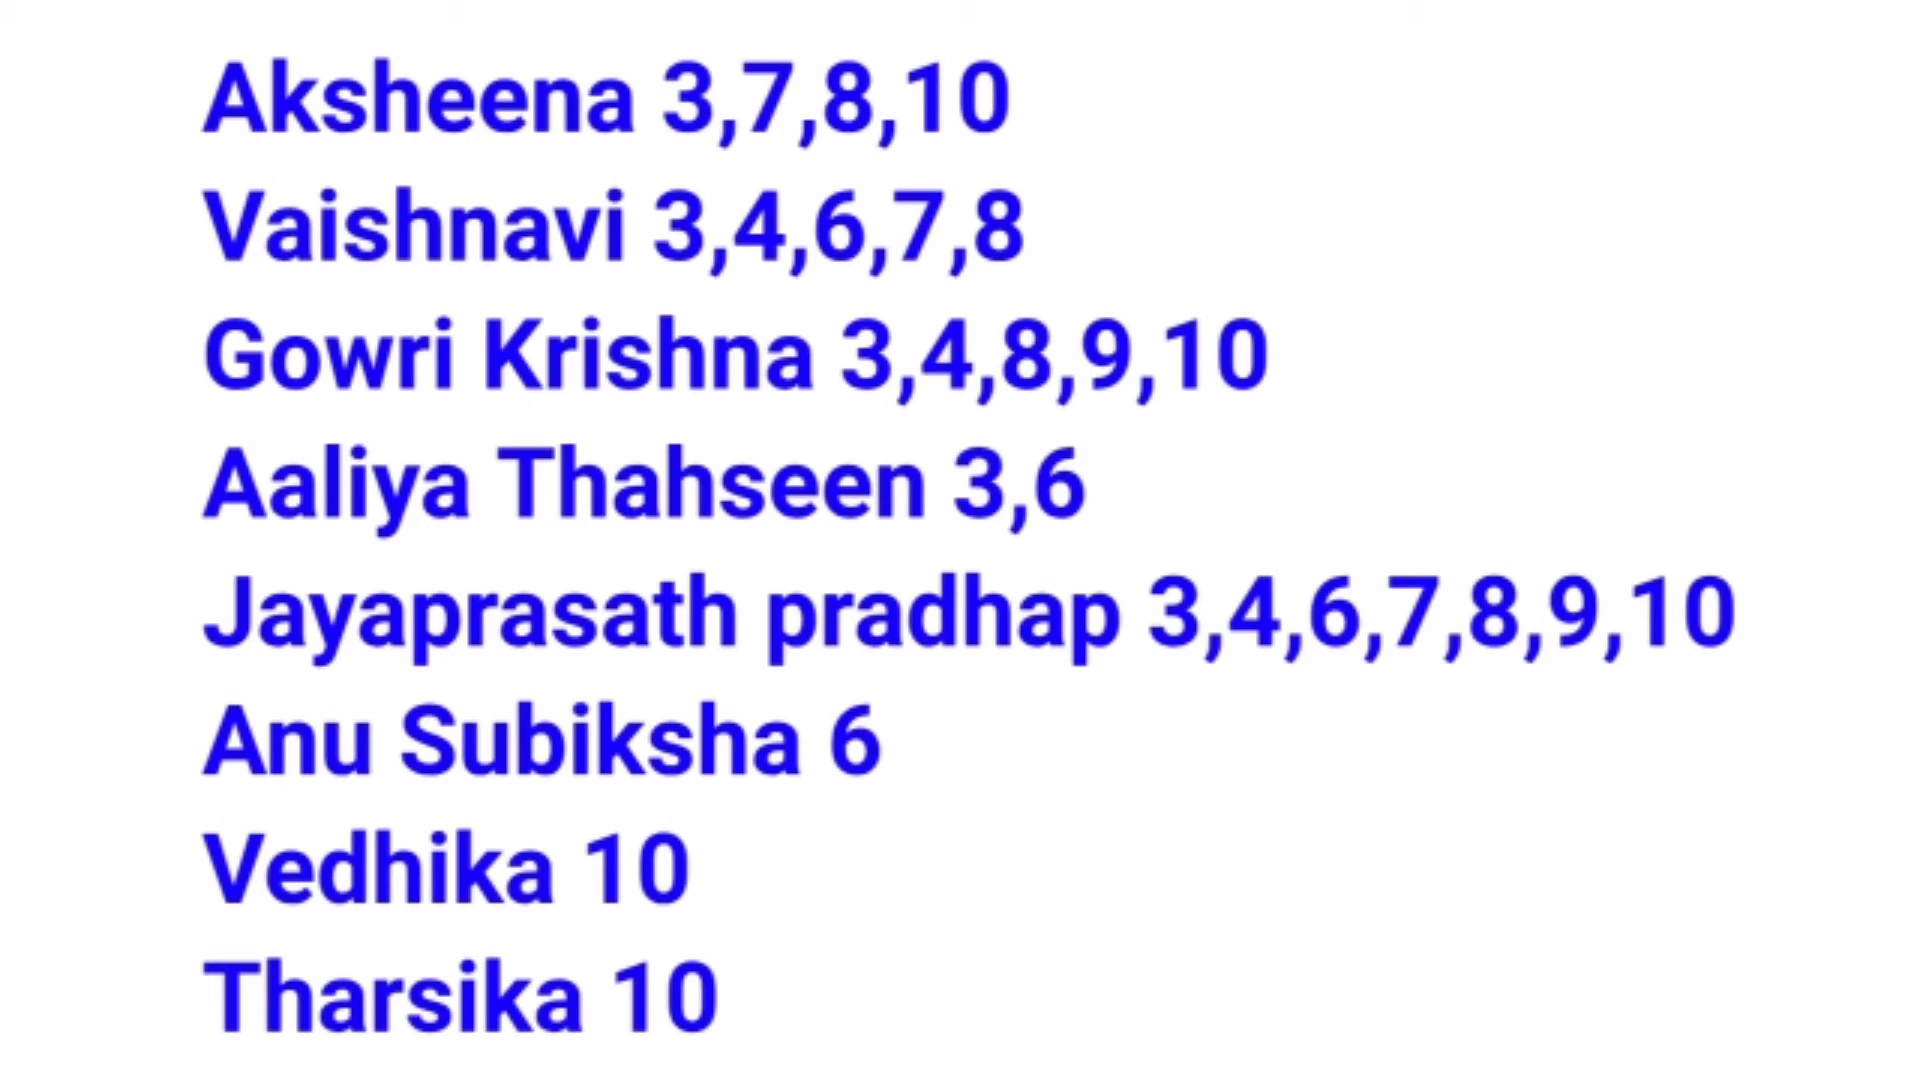 Aksheena 3,7,8,10
Vaishnavi 3,4,6,7,8
Gowri Krishna 3,4,8,9,10
Aaliya Thahseen 3,6
Jayaprasath pradhap 3,4,6,7,8,9,10
Anu Subiksha 6
Vedhika 10
Tharsika 10